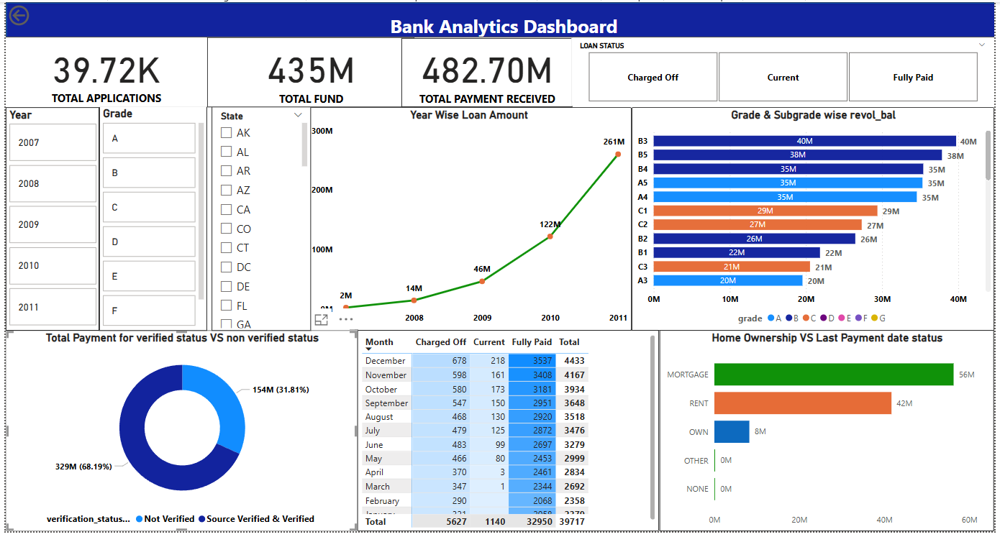 Bank Analytics Dashboard
39.72K
TOTAL APPLICATIONS
435M
TOTAL FUND
482.70M
TOTAL PAYMENT RECEIVED
LOAN STATUS
Charged Off
Current
Fully Paid
Year
2007
2008
2009
2010
2011
Grade
A
B
C
D
E
F
State
AK
AL
AR
AZ
CA
CO
CT
DC
DE
FL
GA
Year Wise Loan Amount
300M
200M
100M
0M
2M
14M
46M
122M
261M
2008 2009 2010 2011
Grade & Subgrade wise revol_bal
B3 40M 40M
B5 38M 38M
B4 35M 35M
A5 35M 35M
A4 35M 35M
C1 29M 29M
C2 27M 27M
B2 26M 26M
B1 22M 22M
C3 21M 21M
A3 20M 20M
0M 10M 20M 30M 40M
grade A B C D E F G
Total Payment for verified status VS non verified status
154M (31.81%)
329M (68.19%)
verification_status... Not Verified Source Verified & Verified
Month Charged Off Current Fully Paid Total
December 678 218 3537 4433
November 598 161 3408 4167
October 580 173 3181 3934
September 547 150 2951 3648
August 468 130 2920 3518
July 479 125 2872 3476
June 483 99 2697 3279
May 466 80 2453 2999
April 370 3 2461 2834
March 347 1 2344 2692
February 290 2068 2358
Total 5627 1140 32950 39717
Home Ownership VS Last Payment date status
MORTGAGE 56M
RENT 42M
OWN 8M
OTHER 0M
NONE 0M
0M 20M 40M 60M